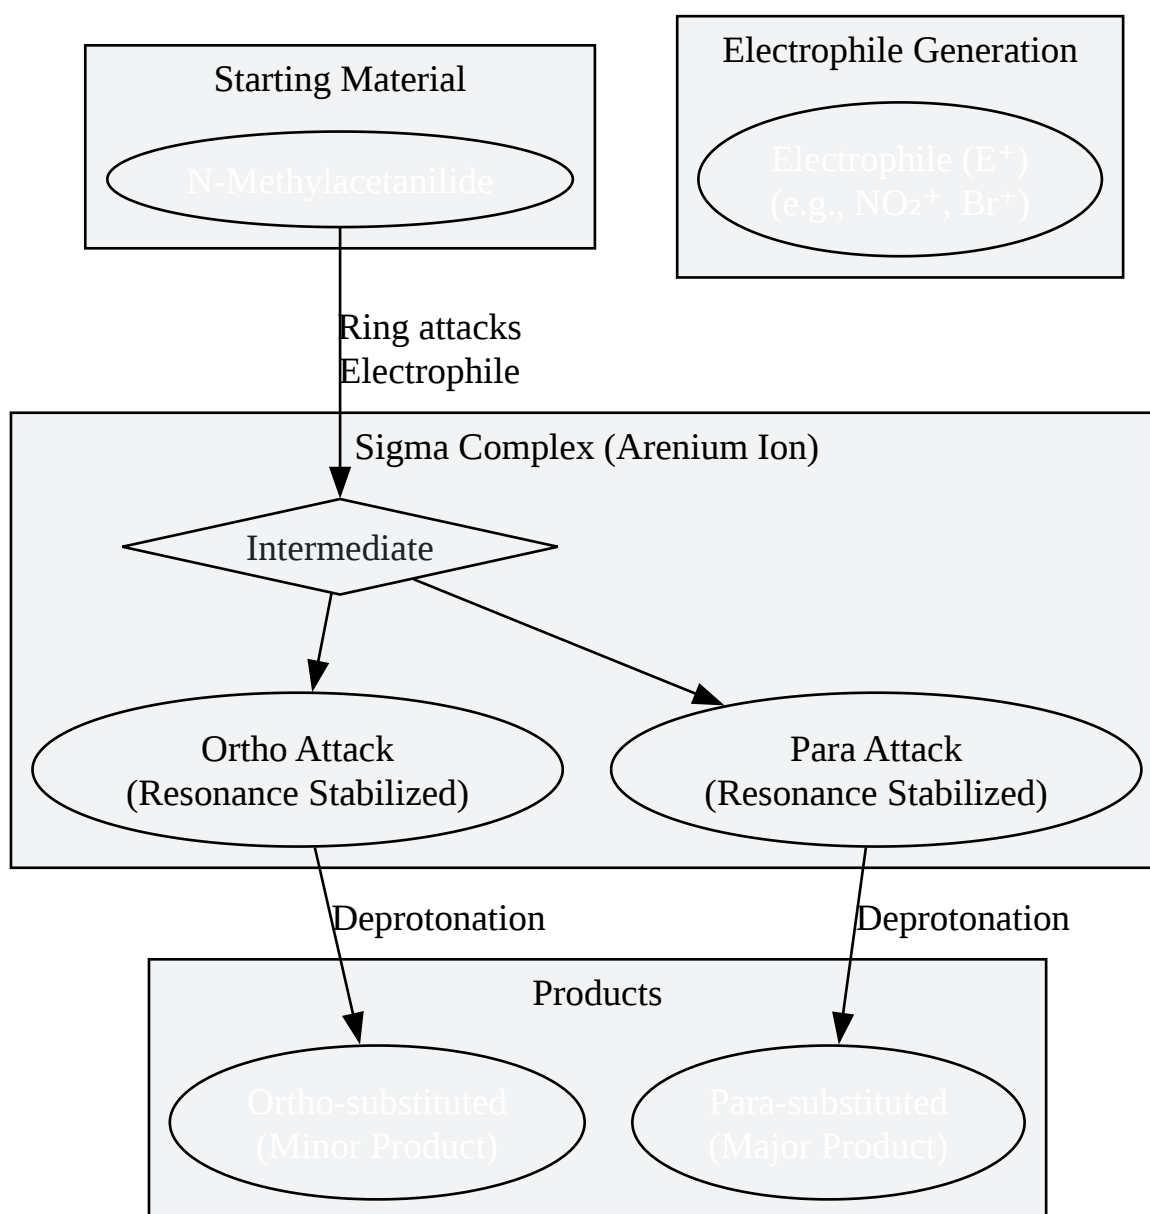 Starting Material
N-Methylacetanilide
Electrophile Generation
Electrophile (E⁺)
(e.g., NO₂⁺, Br⁺)
Ring attacks
Electrophile
Sigma Complex (Arenium Ion)
Intermediate
Ortho Attack
(Resonance Stabilized)
Para Attack
(Resonance Stabilized)
Deprotonation
Deprotonation
Products
Ortho-substituted
(Minor Product)
Para-substituted
(Major Product)